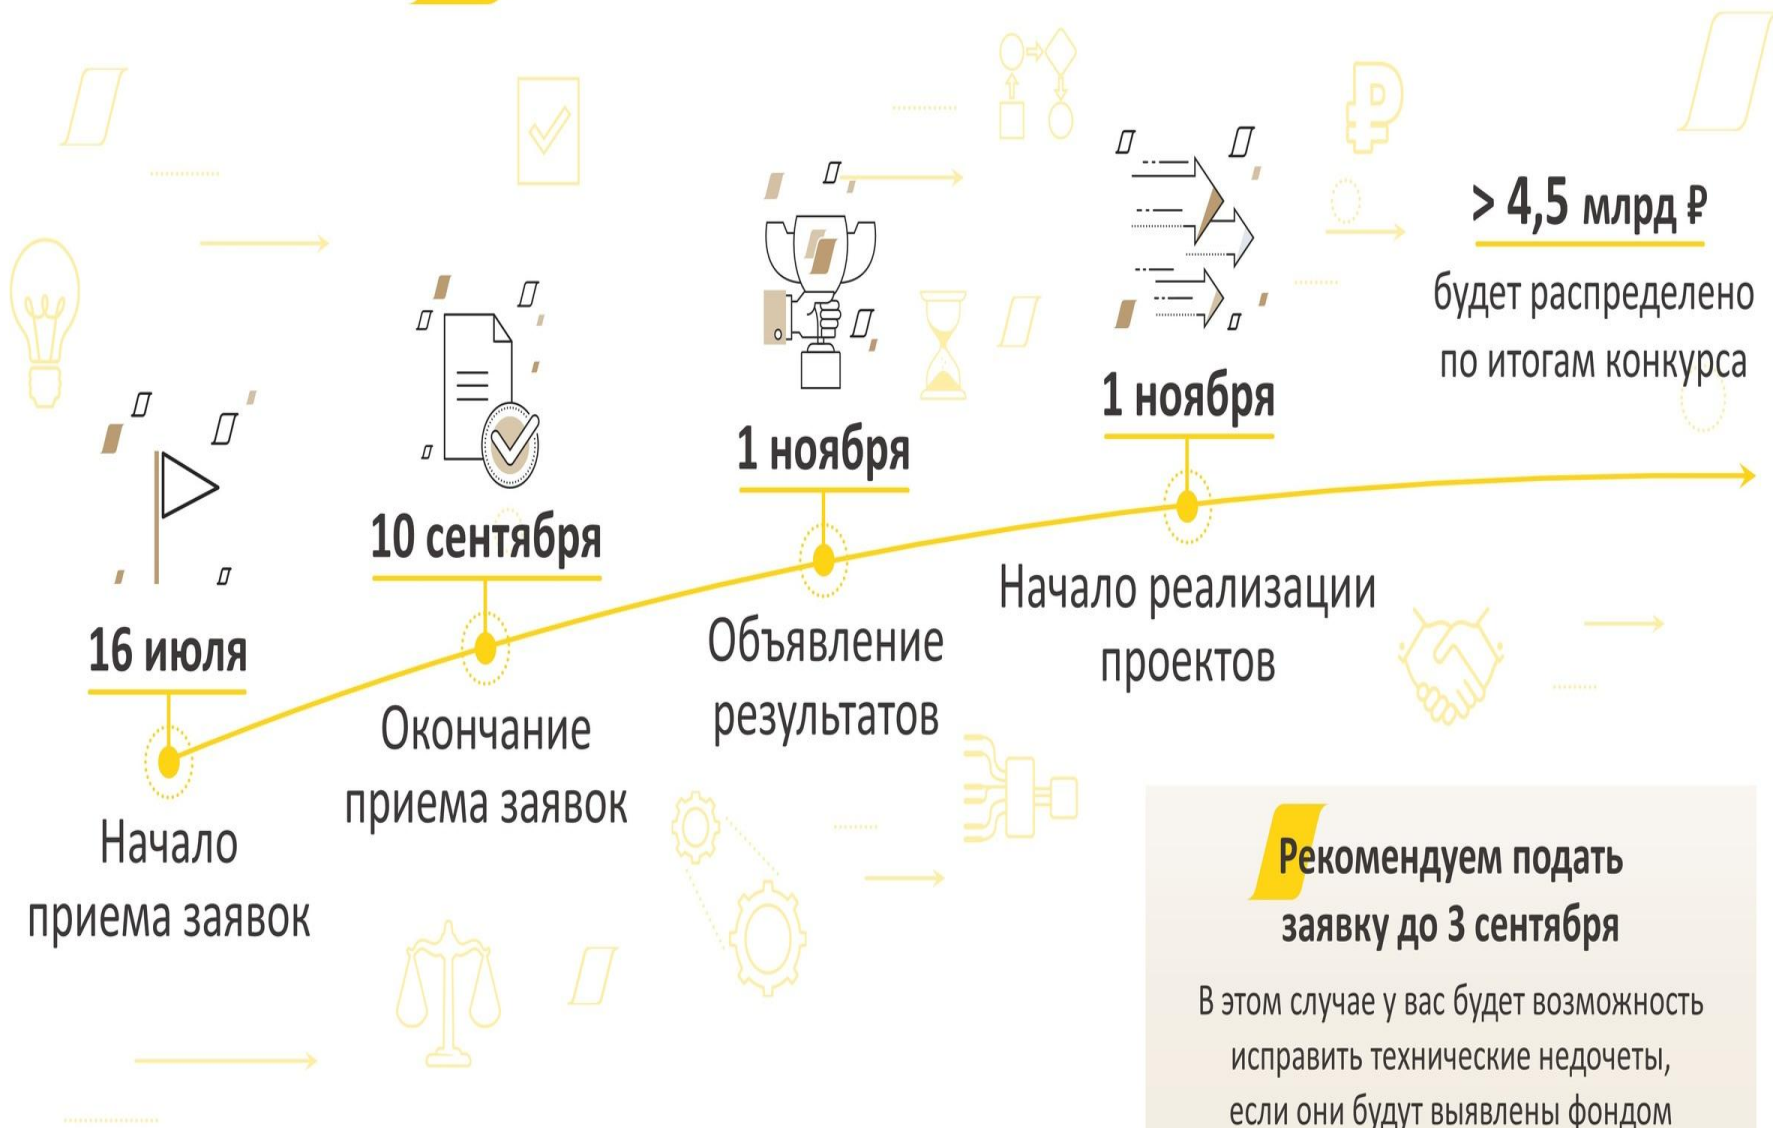 16 июля
Начало
приема заявок
10 сентября
Окончание
приема заявок
1 ноября
Объявление
результатов
1 ноября
Начало реализации
проектов
> 4,5 млрд ₽
будет распределено
по итогам конкурса
Рекомендуем подать
заявку до 3 сентября
В этом случае у вас будет возможность
исправить технические недочеты,
если они будут выявлены фондом